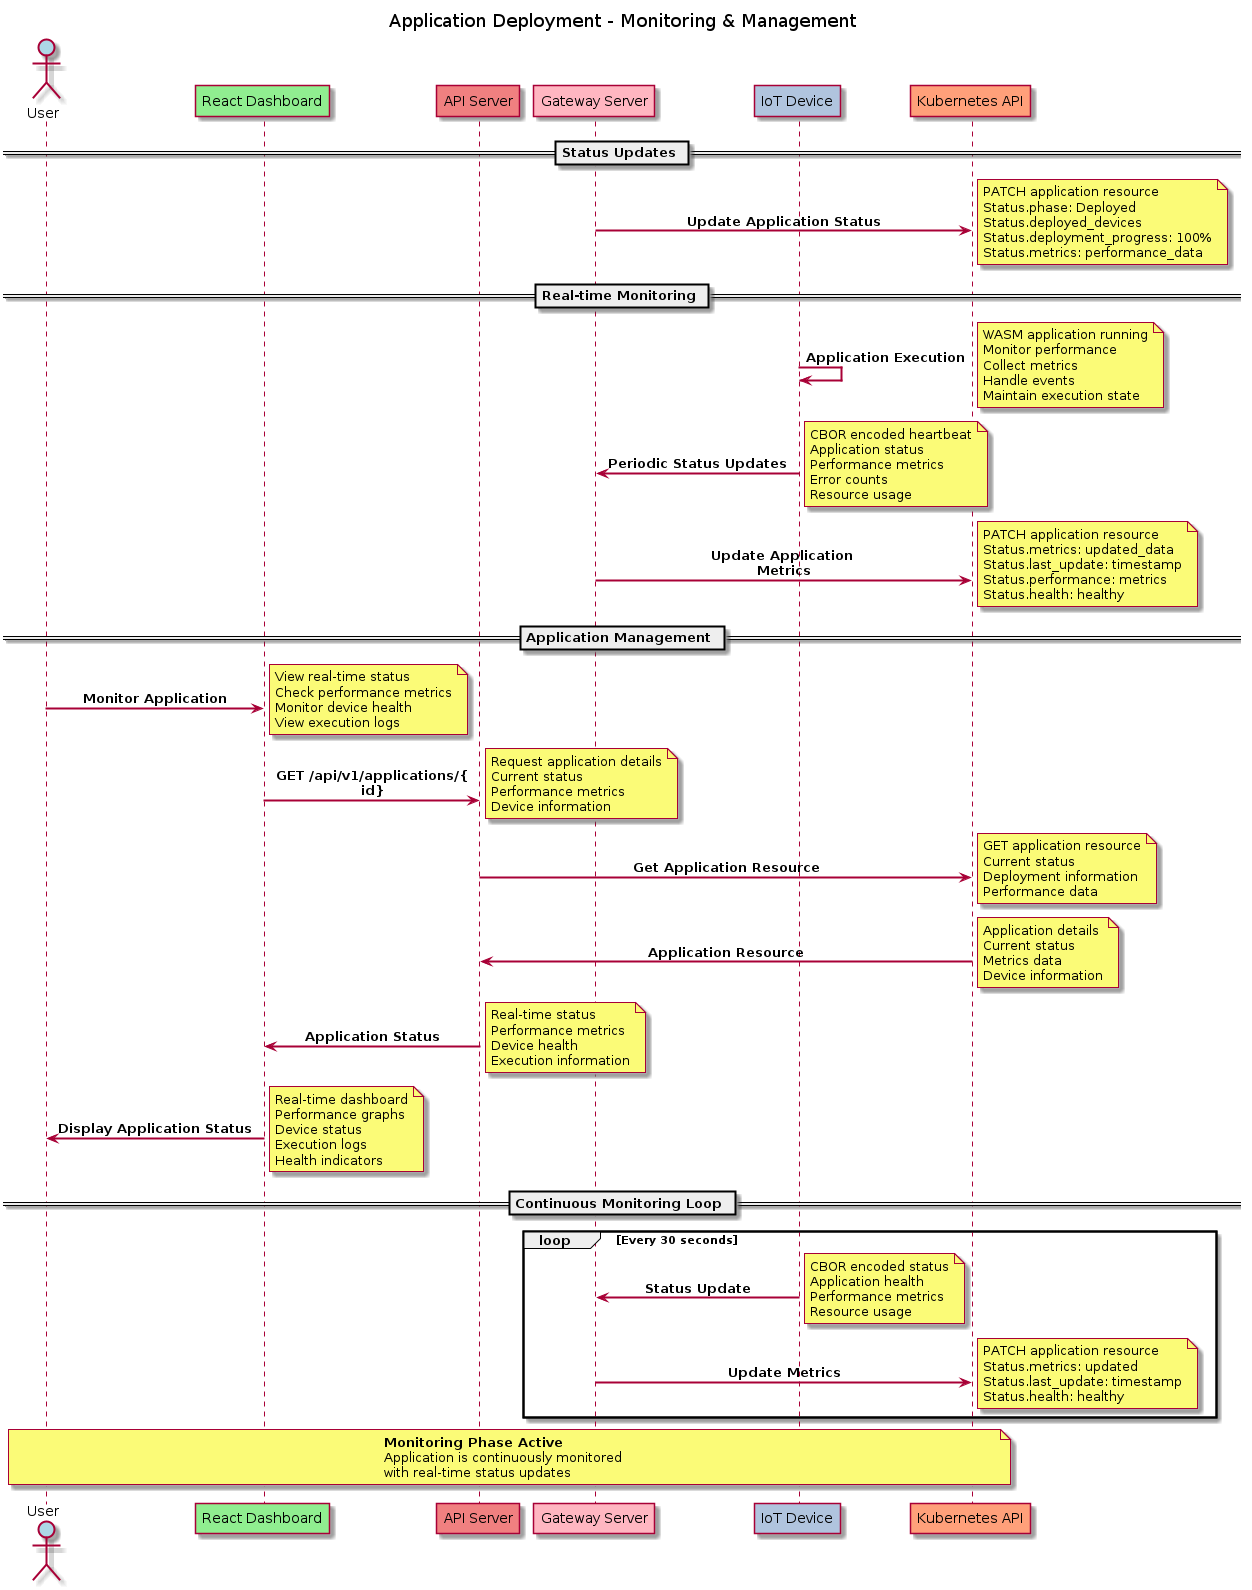 Application Deployment - Monitoring & Management
User
React Dashboard
API Server
Gateway Server
IoT Device
Kubernetes API
Status Updates
Update Application Status
PATCH application resource
Status.phase: Deployed
Status.deployed_devices
Status.deployment_progress: 100%
Status.metrics: performance_data
Real-time Monitoring
Application Execution
WASM application running
Monitor performance
Collect metrics
Handle events
Maintain execution state
Periodic Status Updates
CBOR encoded heartbeat
Application status
Performance metrics
Error counts
Resource usage
Update Application
Metrics
PATCH application resource
Status.metrics: updated_data
Status.last_update: timestamp
Status.performance: metrics
Status.health: healthy
Application Management
Monitor Application
View real-time status
Check performance metrics
Monitor device health
View execution logs
GET /api/v1/applications/{
id}
Request application details
Current status
Performance metrics
Device information
Get Application Resource
GET application resource
Current status
Deployment information
Performance data
Application Resource
Application details
Current status
Metrics data
Device information
Application Status
Real-time status
Performance metrics
Device health
Execution information
Display Application Status
Real-time dashboard
Performance graphs
Device status
Execution logs
Health indicators
Continuous Monitoring Loop
loop
[Every 30 seconds]
Status Update
CBOR encoded status
Application health
Performance metrics
Resource usage
Update Metrics
PATCH application resource
Status.metrics: updated
Status.last_update: timestamp
Status.health: healthy
Monitoring Phase Active
Application is continuously monitored
with real-time status updates
User
React Dashboard
API Server
Gateway Server
IoT Device
Kubernetes API